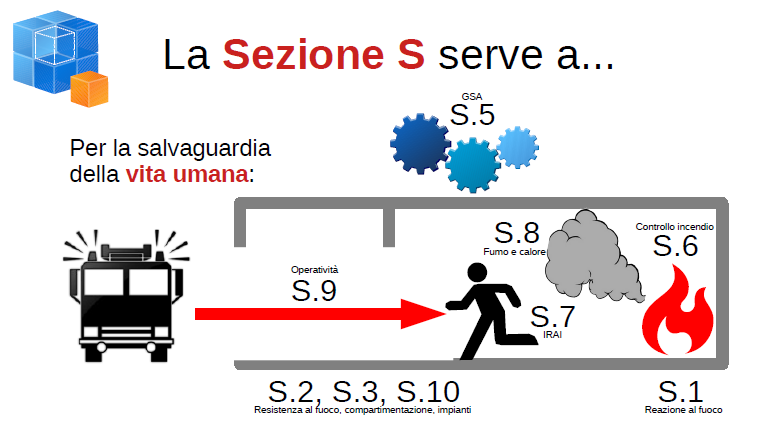 La Sezione S serve a...
GSA
S.5
Per la salvaguardia
della vita umana:
S.8
Fumo e calore
Controllo incendio
S.6
Operatività
S.9
S.7
IRAI
S.2, S.3, S.10
Resistenza al fuoco, compartimentazione, impianti
S.1
Reazione al fuoco